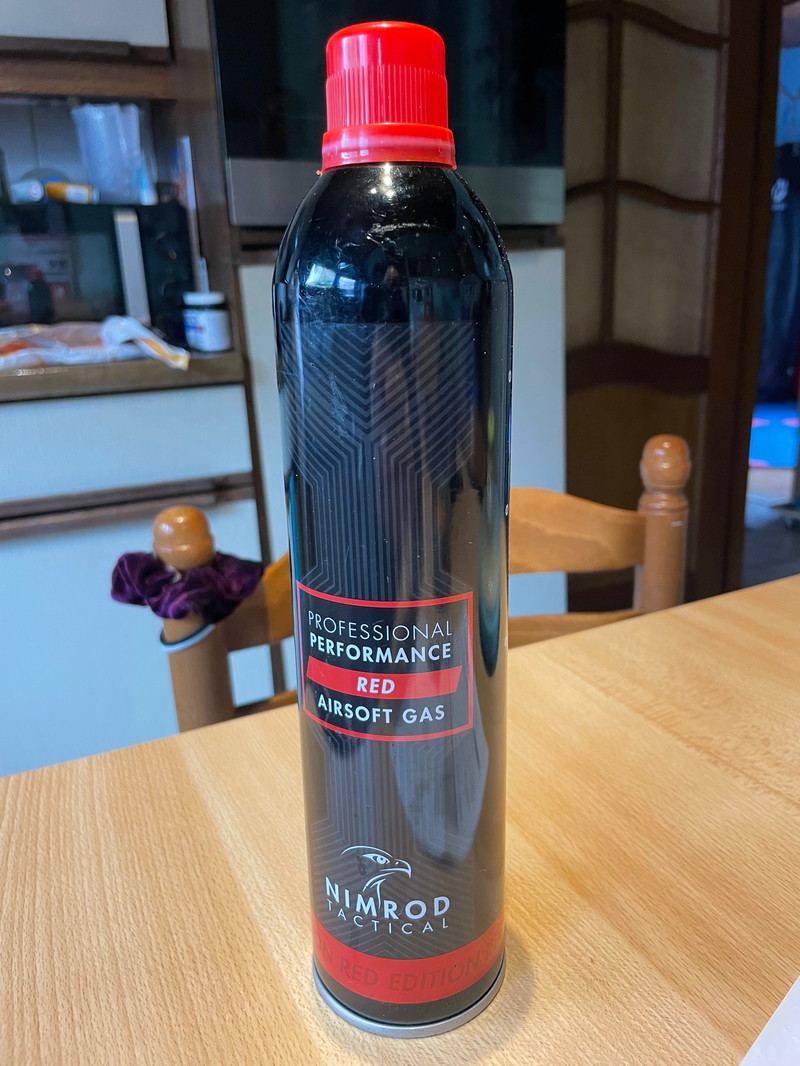 PROFESSIONAL
PERFORMANCE
RED
AIRSOFT GAS
NIMROD
TACTICAL
RED EDITION